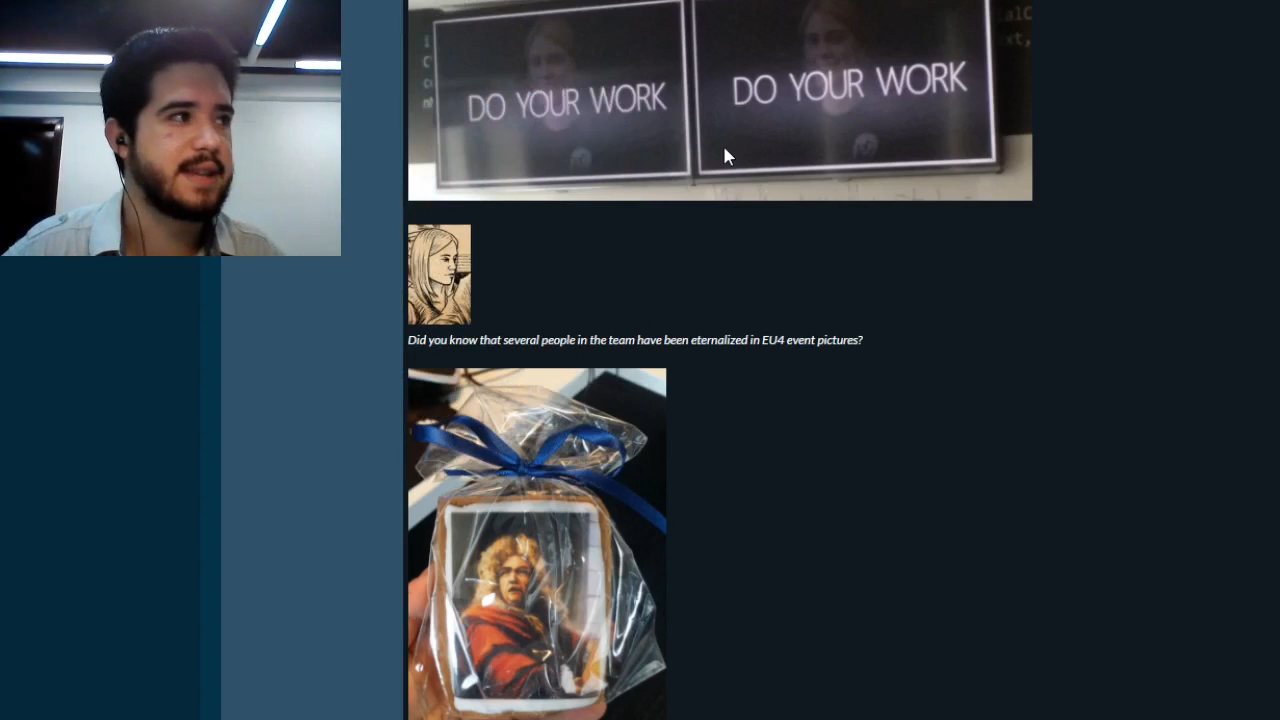 DO YOUR WORK
DO YOUR WORK
Did you know that several people in the team have been eternalized in EU4 event pictures?